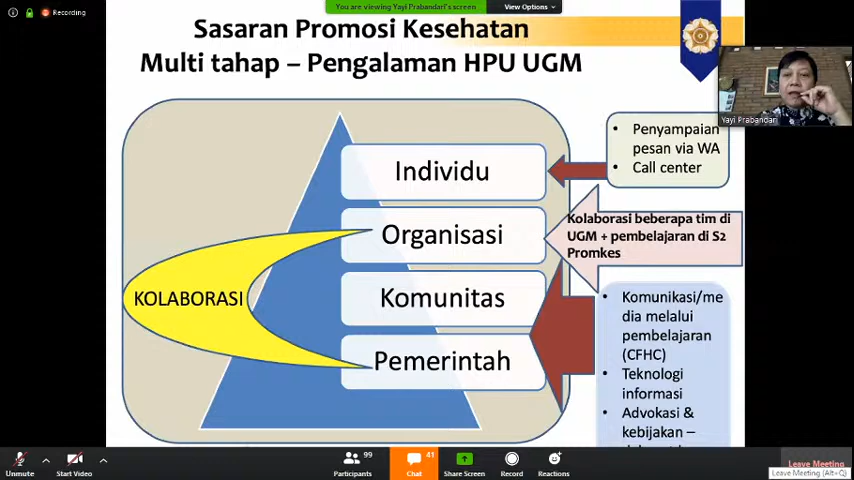 Recording
You are viewing Yayi Prabandari's screen
View Options
Sasaran Promosi Kesehatan
Multi tahap – Pengalaman HPU UGM
Yayi Prabandari
Individu
Organisasi
Komunitas
Pemerintah
KOLABORASI
• Penyampaian
pesan via WA
• Call center
Kolaborasi beberapa tim di
UGM + pembelajaran di S2
Promkes
• Komunikasi/me
dia melalui
pembelajaran
(CFHC)
• Teknologi
informasi
• Advokasi &
kebijakan –
Unmute
Start Video
99
Participants
41
Chat
Share Screen
Record
Reactions
Leave Meeting
Leave Meeting (Alt+Q)